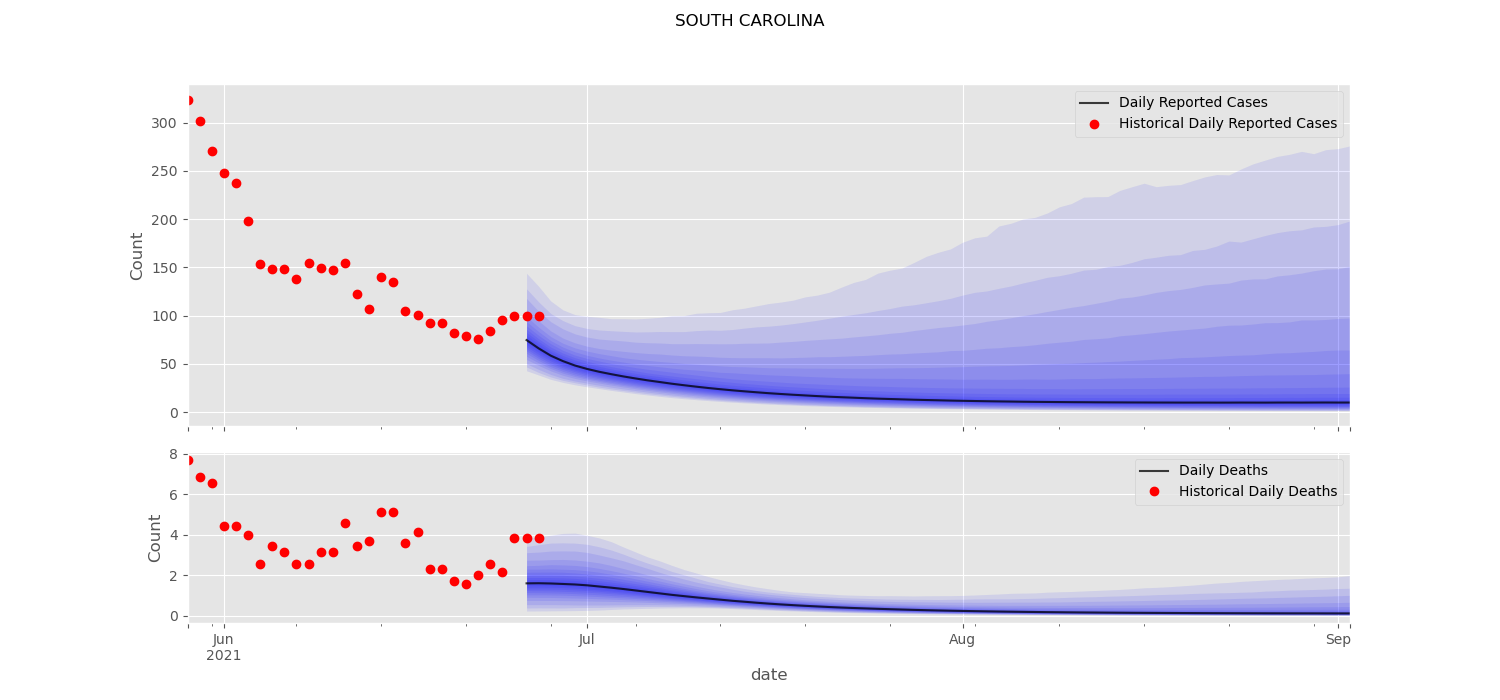 SOUTH CAROLINA
Daily Reported Cases
Historical Daily Reported Cases
Count
300
250
200
150
100
50
0
Daily Deaths
Historical Daily Deaths
Count
8
6
4
2
0
Jun
2021
Jul
Aug
Sep
date